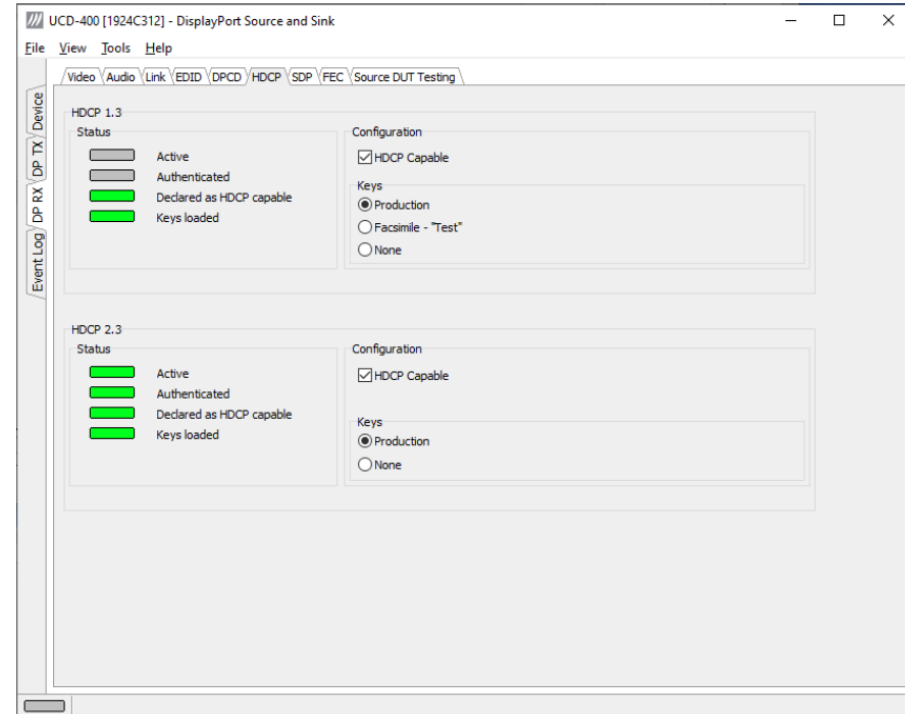 UCD-400 [1924C312] - DisplayPort Source and Sink
File View Tools Help
Video Audio Link EDID DPCD HDCP SDP FEC Source DUT Testing
Device
DP TX
DP RX
Event Log
HDCP 1.3
Status
Active
Authenticated
Declared as HDCP capable
Keys loaded
Configuration
HDCP Capable
Keys
Production
Facsimile - "Test"
None
HDCP 2.3
Status
Active
Authenticated
Declared as HDCP capable
Keys loaded
Configuration
HDCP Capable
Keys
Production
None